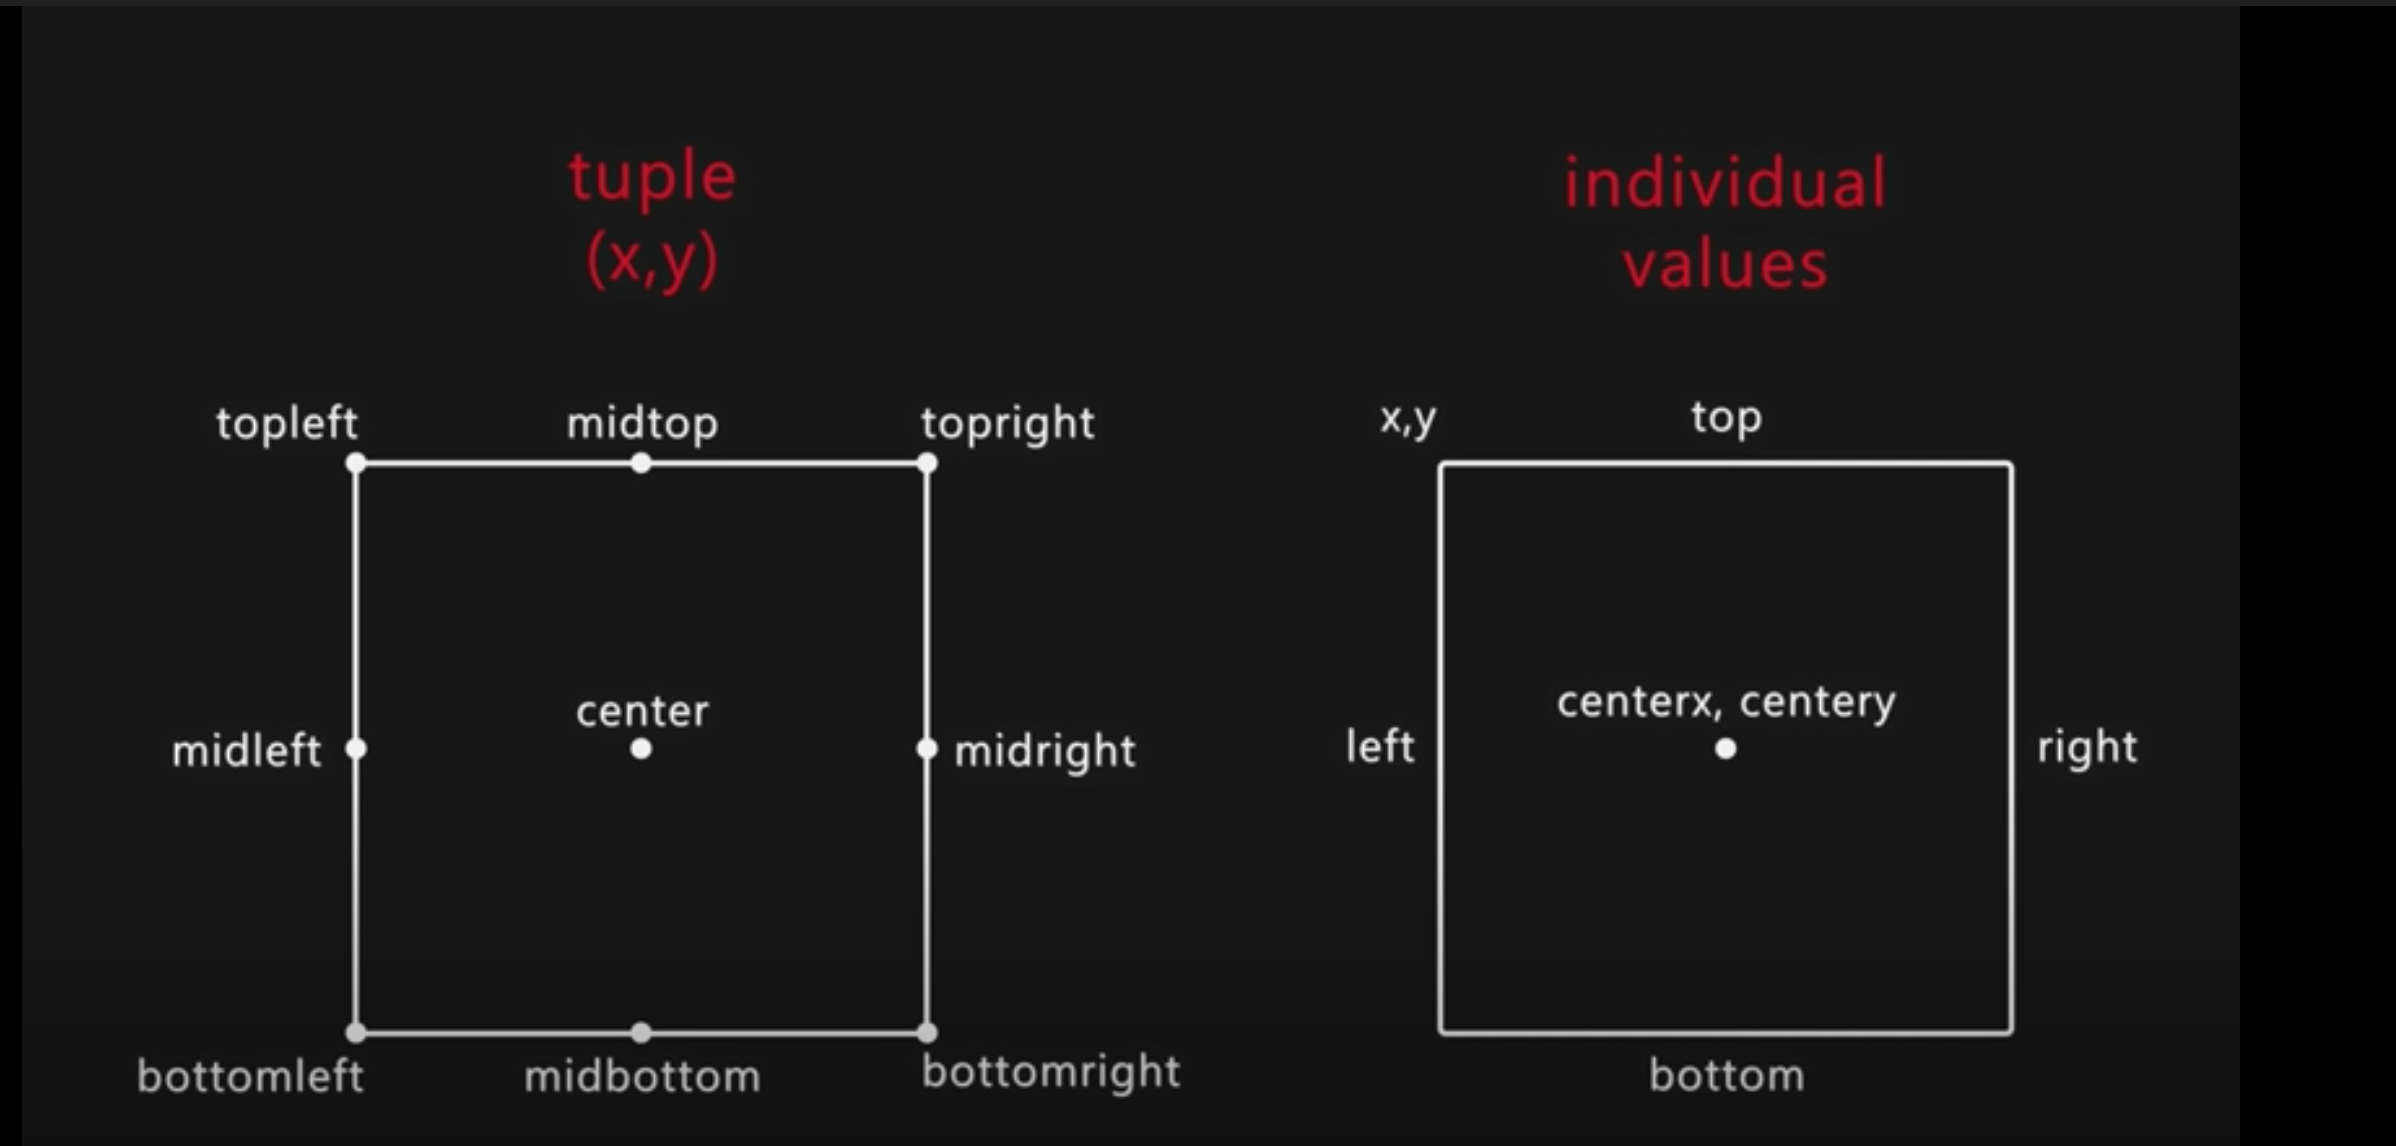 tuple
(x,y)
topleft midtop topright
midleft center midright
bottomleft midbottom bottomright
individual
values
x,y top
left centerx, centery right
bottom